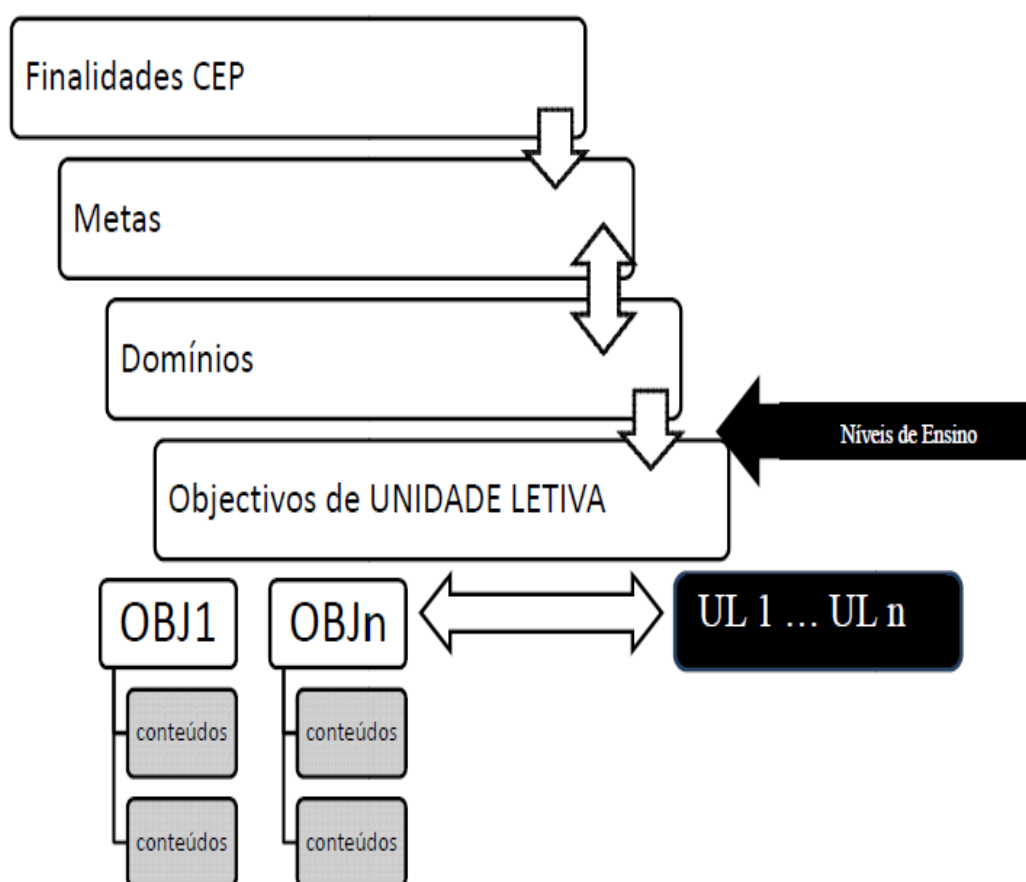 Finalidades CEP
Metas
Domínios
Níveis de Ensino
Objectivos de UNIDADE LETIVA
OBJ1
OBJn
UL 1 ... UL n
conteúdos
conteúdos
conteúdos
conteúdos